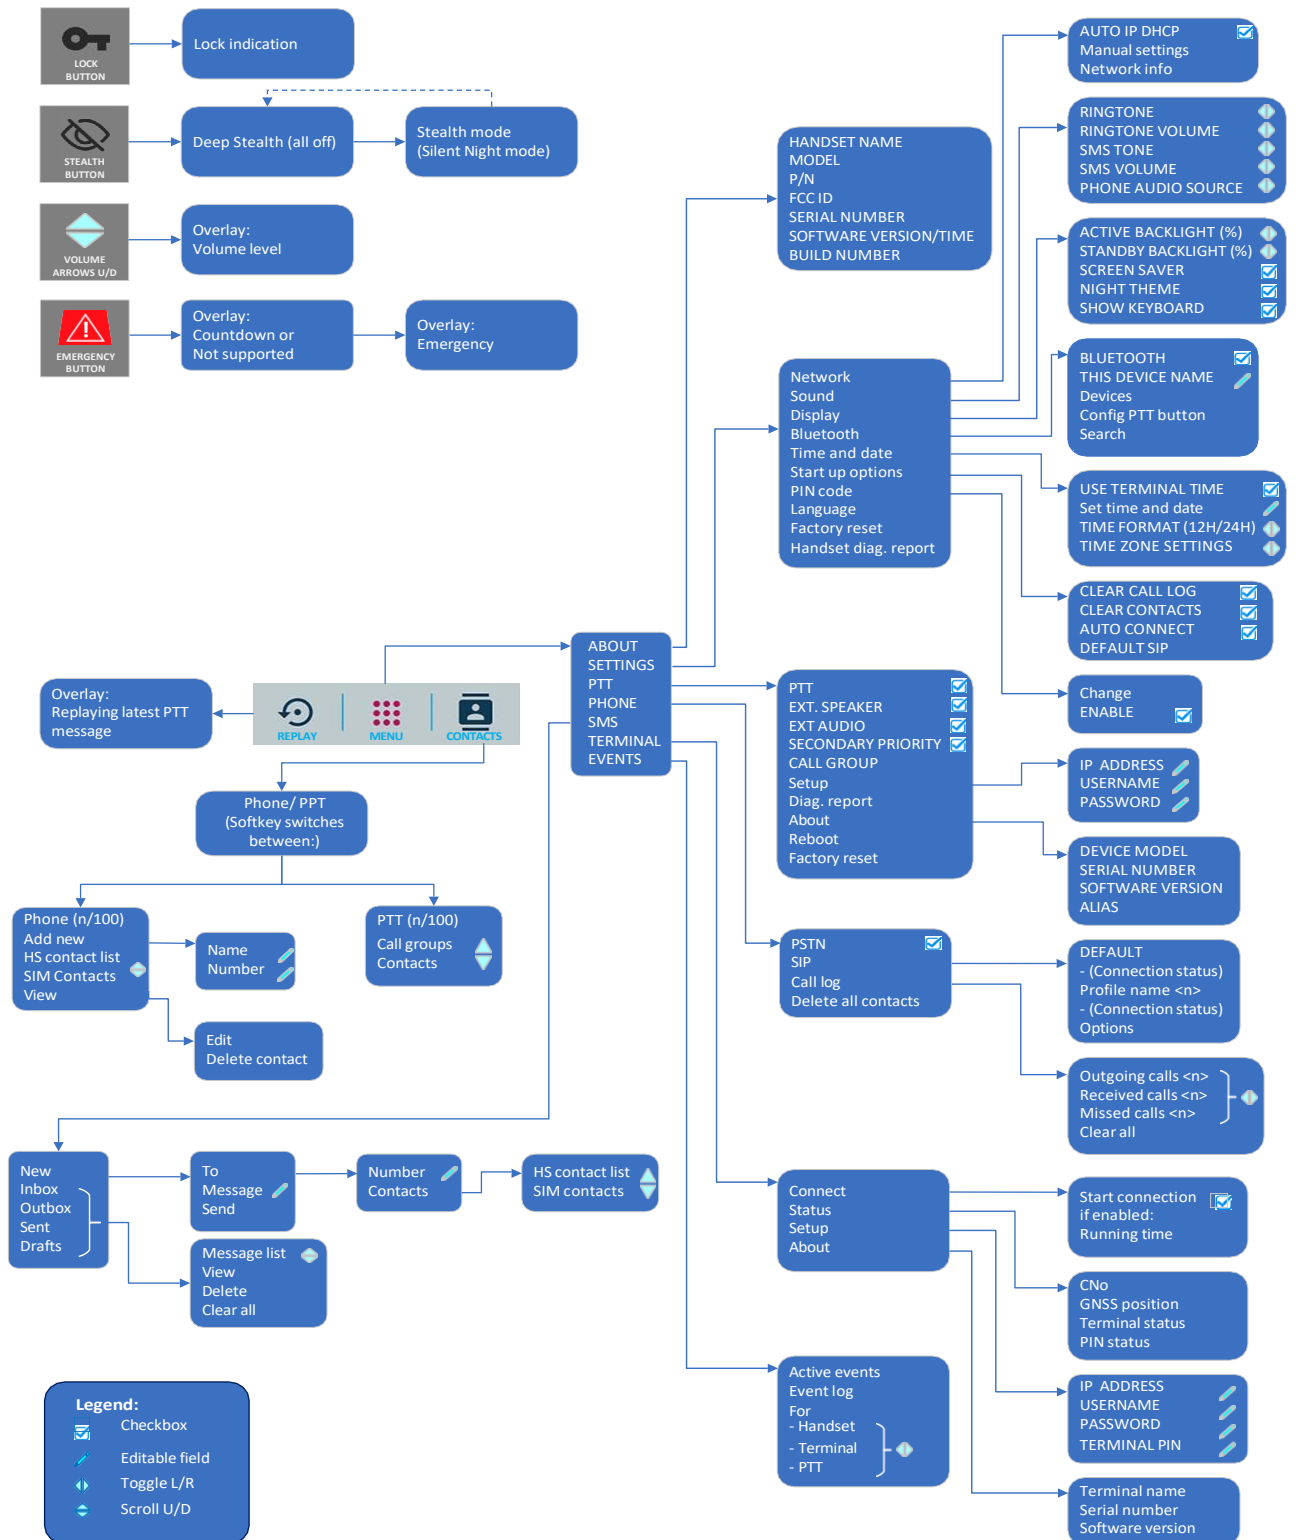 LOCK
BUTTON
Lock indication
STEALTH
BUTTON
Deep Stealth (all off)
Stealth mode
(Silent Night mode)
VOLUME
ARROWS U/D
Overlay:
Volume level
EMERGENCY
BUTTON
Overlay:
Countdown or
Not supported
Overlay:
Emergency
Overlay:
Replaying latest PTT
message
REPLAY
MENU
CONTACTS
Phone/ PPT
(Softkey switches
between:)
Phone (n/100)
Add new
HS contact list
SIM Contacts
View
Name
Number
Edit
Delete contact
PTT (n/100)
Call groups
Contacts
ABOUT
SETTINGS
PTT
PHONE
SMS
TERMINAL
EVENTS
HANDSET NAME
MODEL
P/N
FCC ID
SERIAL NUMBER
SOFTWARE VERSION/TIME
BUILD NUMBER
Network
Sound
Display
Bluetooth
Time and date
Start up options
PIN code
Language
Factory reset
Handset diag. report
AUTO IP DHCP
Manual settings
Network info
RINGTONE
RINGTONE VOLUME
SMS TONE
SMS VOLUME
PHONE AUDIO SOURCE
ACTIVE BACKLIGHT (%)
STANDBY BACKLIGHT (%)
SCREEN SAVER
NIGHT THEME
SHOW KEYBOARD
BLUETOOTH
THIS DEVICE NAME
Devices
Config PTT button
Search
USE TERMINAL TIME
Set time and date
TIME FORMAT (12H/24H)
TIME ZONE SETTINGS
CLEAR CALL LOG
CLEAR CONTACTS
AUTO CONNECT
DEFAULT SIP
Change
ENABLE
PTT
EXT. SPEAKER
EXT AUDIO
SECONDARY PRIORITY
CALL GROUP
Setup
Diag. report
About
Reboot
Factory reset
IP ADDRESS
USERNAME
PASSWORD
DEVICE MODEL
SERIAL NUMBER
SOFTWARE VERSION
ALIAS
PSTN
SIP
Call log
Delete all contacts
DEFAULT
- (Connection status)
Profile name <n>
- (Connection status)
Options
Outgoing calls <n>
Received calls <n>
Missed calls <n>
Clear all
New
Inbox
Outbox
Sent
Drafts
To
Message
Send
Number
Contacts
HS contact list
SIM contacts
Message list
View
Delete
Clear all
Connect
Status
Setup
About
Start connection
if enabled:
Running time
CNo
GNSS position
Terminal status
PIN status
IP ADDRESS
USERNAME
PASSWORD
TERMINAL PIN
Terminal name
Serial number
Software version
Active events
Event log
For
- Handset
- Terminal
- PTT
Legend:
Checkbox
Editable field
Toggle L/R
Scroll U/D